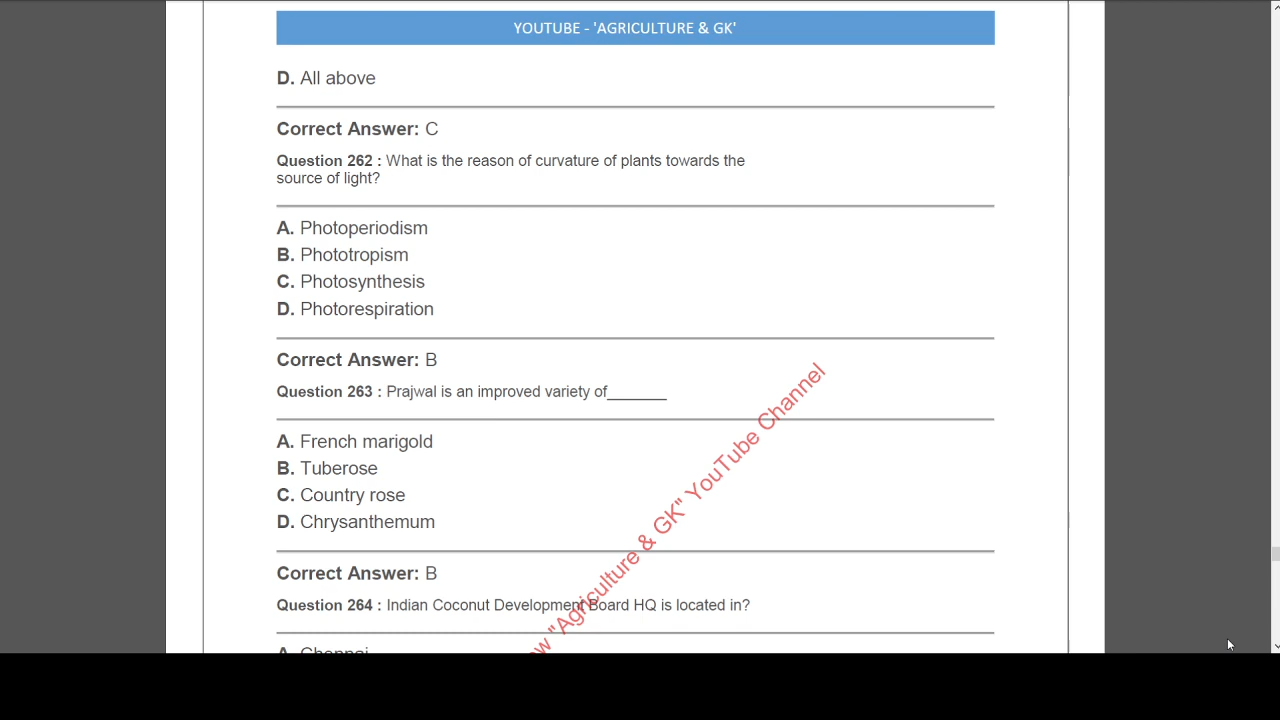 YOUTUBE - 'AGRICULTURE & GK'
D. All above
Correct Answer: C
Question 262 : What is the reason of curvature of plants towards the
source of light?
A. Photoperiodism
B. Phototropism
C. Photosynthesis
D. Photorespiration
Correct Answer: B
Question 263 : Prajwal is an improved variety of_______
A. French marigold
B. Tuberose
C. Country rose
D. Chrysanthemum
Correct Answer: B
Question 264 : Indian Coconut Development Board HQ is located in?
A. Chennai
"Agriculture & GK" YouTube Channel